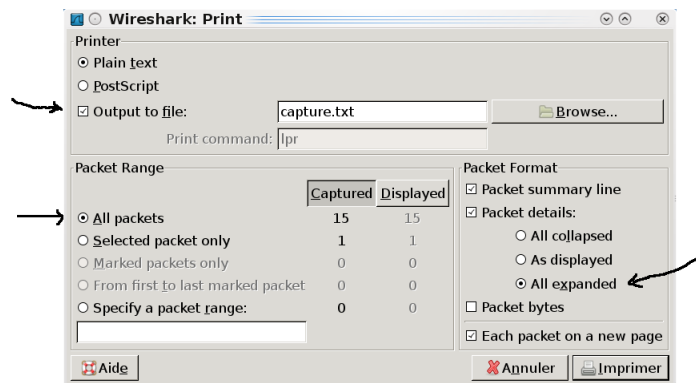 Wireshark: Print
Printer
Plain text
PostScript
Output to file: capture.txt Browse...
Print command: lpr
Packet Range
Captured Displayed
All packets 15 15
Selected packet only 1 1
Marked packets only 0 0
From first to last marked packet 0 0
Specify a packet range: 0 0
Packet Format
Packet summary line
Packet details:
All collapsed
As displayed
All expanded
Packet bytes
Each packet on a new page
Aide Annuler Imprimer